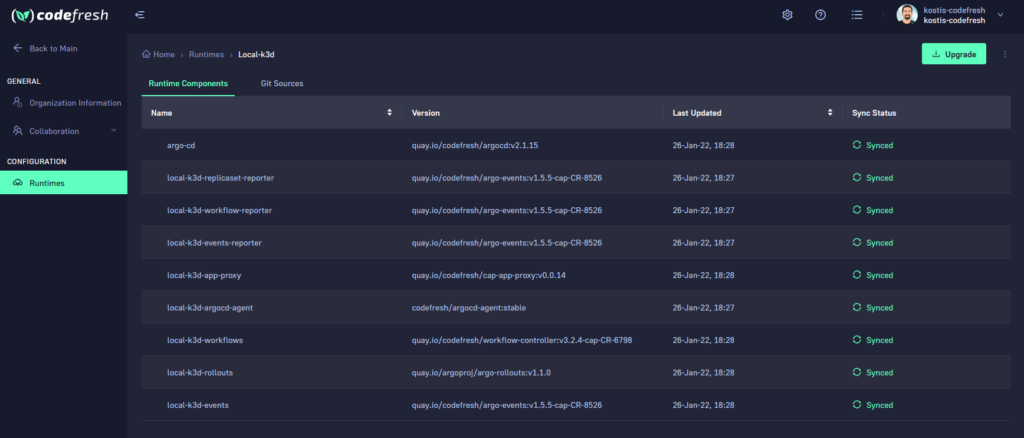 codefresh
kostis-codefresh
kostis-codefresh
Back to Main
GENERAL
Organization Information
Collaboration
CONFIGURATION
Runtimes
Home > Runtimes > Local-k3d
Upgrade
Runtime Components Git Sources
Name Version Last Updated Sync Status
argo-cd quay.io/codefresh/argocd:v2.1.15 26-Jan-22, 18:28 Synced
local-k3d-replicaset-reporter quay.io/codefresh/argo-events:v1.5.5-cap-CR-8526 26-Jan-22, 18:27 Synced
local-k3d-workflow-reporter quay.io/codefresh/argo-events:v1.5.5-cap-CR-8526 26-Jan-22, 18:27 Synced
local-k3d-events-reporter quay.io/codefresh/argo-events:v1.5.5-cap-CR-8526 26-Jan-22, 18:27 Synced
local-k3d-app-proxy quay.io/codefresh/cap-app-proxy:v0.0.14 26-Jan-22, 18:28 Synced
local-k3d-argocd-agent codefresh/argocd-agent:stable 26-Jan-22, 18:27 Synced
local-k3d-workflows quay.io/codefresh/workflow-controller:v3.2.4-cap-CR-6798 26-Jan-22, 18:28 Synced
local-k3d-rollouts quay.io/argoproj/argo-rollouts:v1.1.0 26-Jan-22, 18:28 Synced
local-k3d-events quay.io/codefresh/argo-events:v1.5.5-cap-CR-8526 26-Jan-22, 18:28 Synced